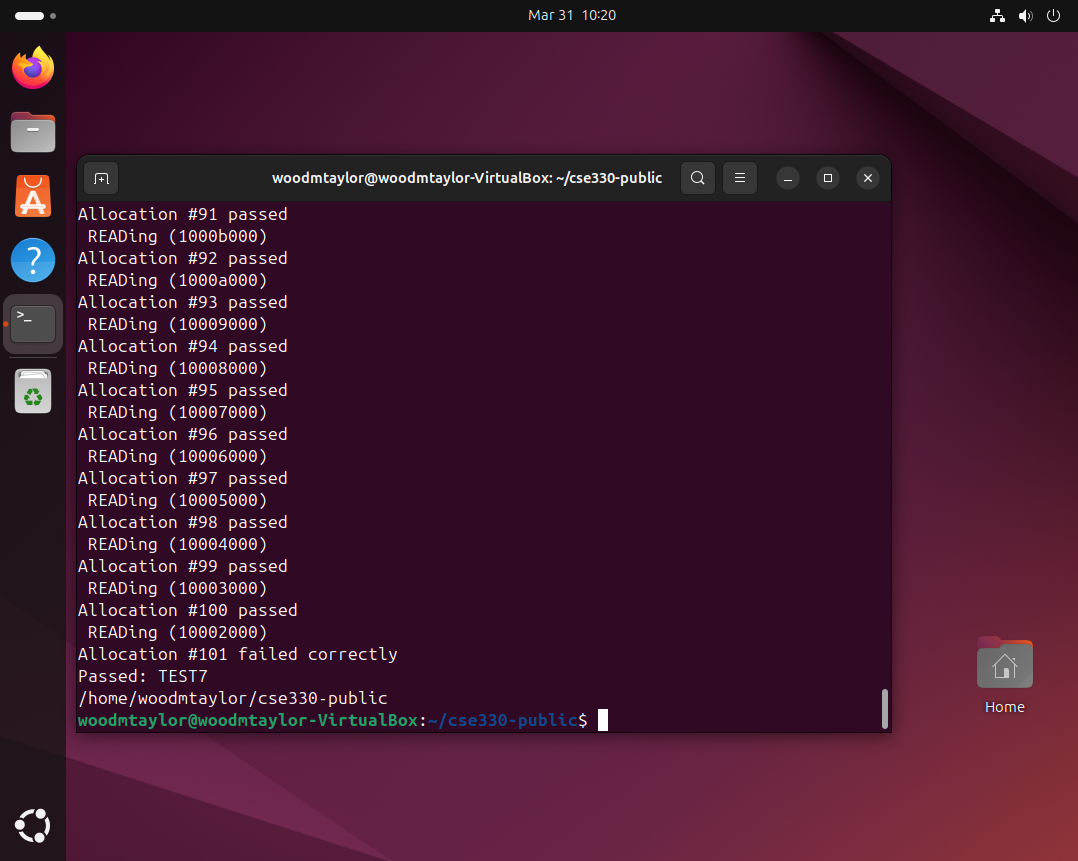 Mar 31 10:20
woodmtaylor@woodmtaylor-VirtualBox: ~/cse330-public
Allocation #91 passed
READing (1000b000)
Allocation #92 passed
READing (1000a000)
Allocation #93 passed
READing (10009000)
Allocation #94 passed
READing (10008000)
Allocation #95 passed
READing (10007000)
Allocation #96 passed
READing (10006000)
Allocation #97 passed
READing (10005000)
Allocation #98 passed
READing (10004000)
Allocation #99 passed
READing (10003000)
Allocation #100 passed
READing (10002000)
Allocation #101 failed correctly
Passed: TEST7
/home/woodmtaylor/cse330-public
woodmtaylor@woodmtaylor-VirtualBox:~/cse330-public$
Home